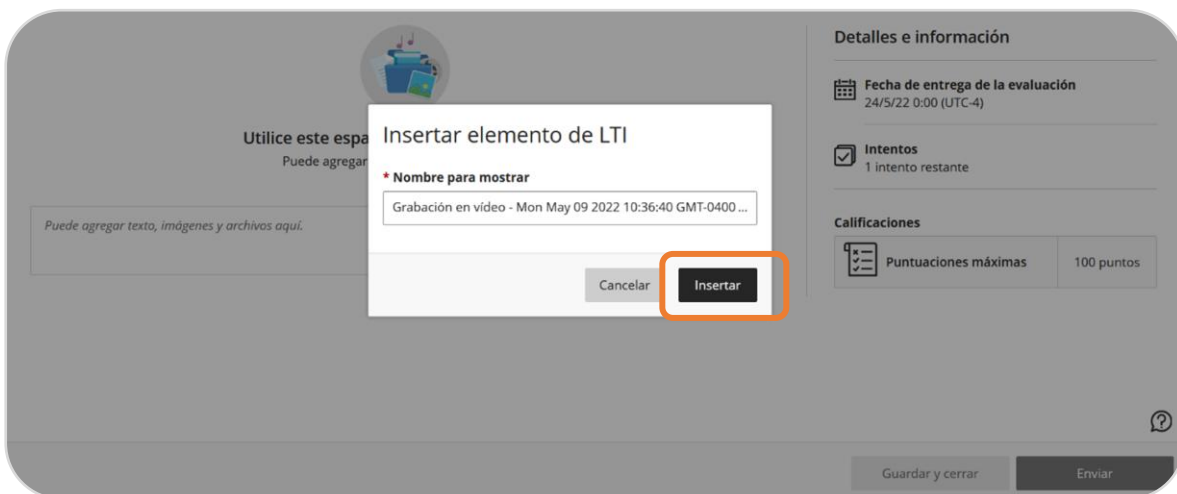 Utilice este espa
Puede agregar
Puede agregar texto, imágenes y archivos aquí.
Insertar elemento de LTI
* Nombre para mostrar
Grabación en vídeo - Mon May 09 2022 10:36:40 GMT-0400 ...
Cancelar
Insertar
Detalles e información
Fecha de entrega de la evaluación
24/5/22 0:00 (UTC-4)
Intentos
1 intento restante
Calificaciones
Puntuaciones máximas
100 puntos
Guardar y cerrar
Enviar